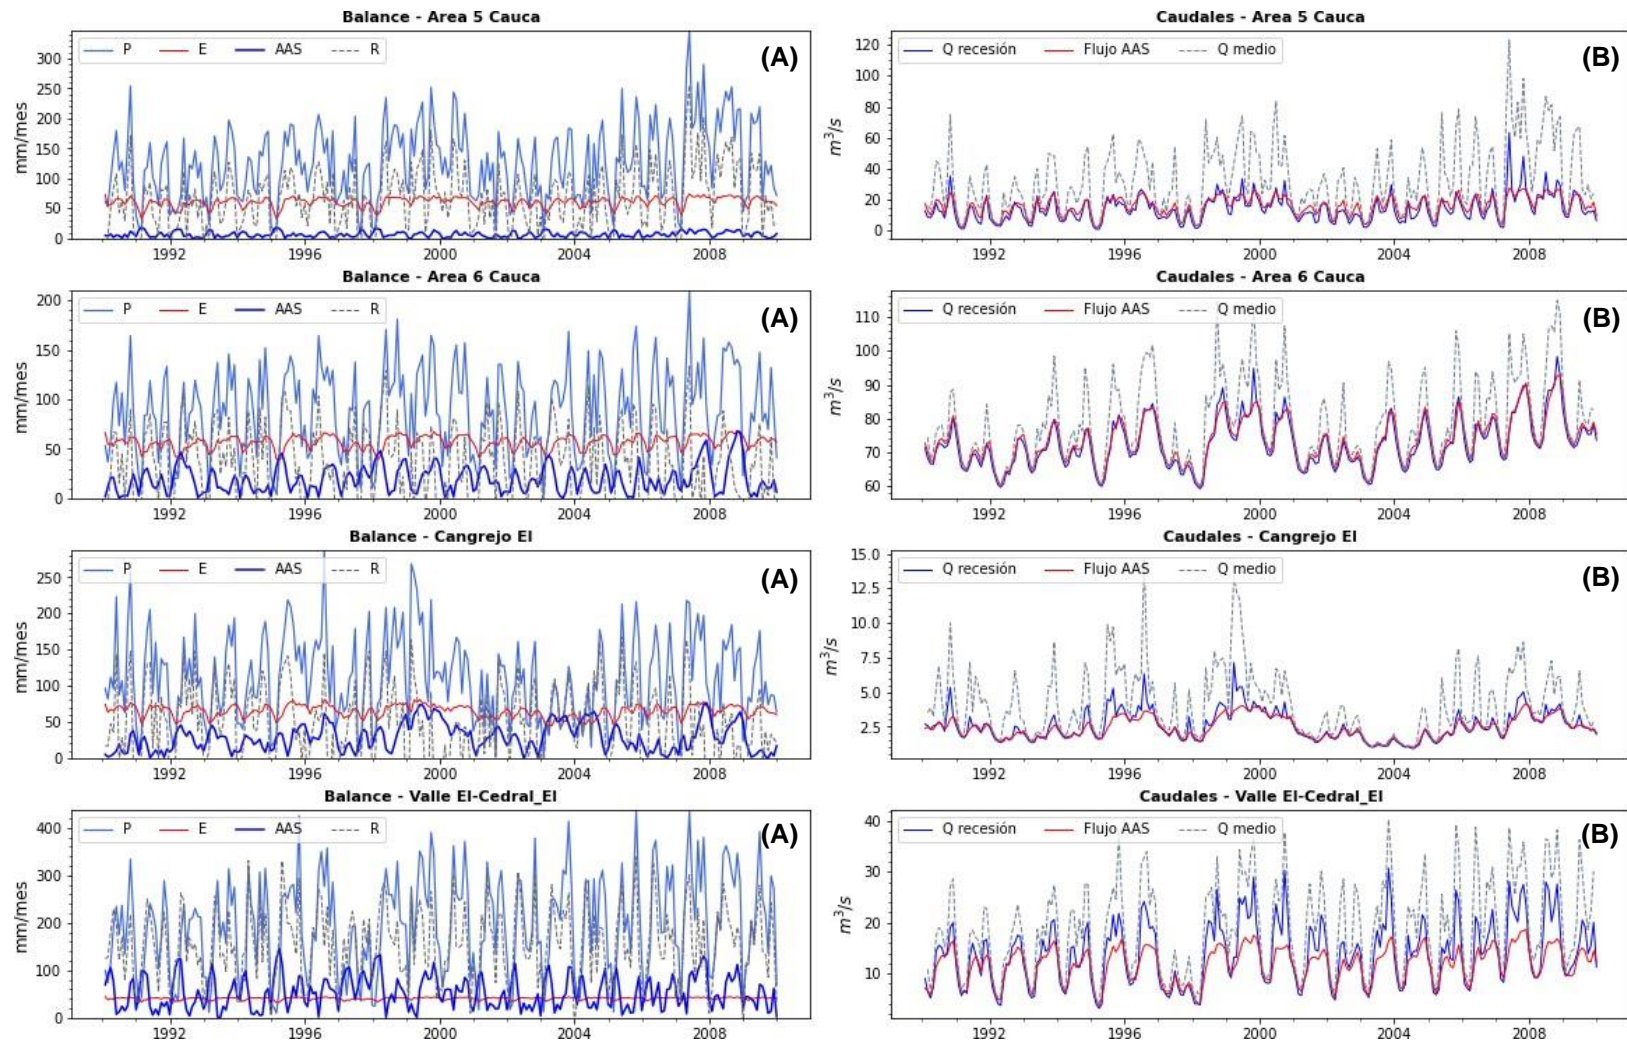 Balance - Area 5 Cauca
P E AAS R
(A)
mm/mes
300
250
200
150
100
50
0
1992 1996 2000 2004 2008
Caudales - Area 5 Cauca
Q recesión Flujo AAS Q medio
(B)
m³/s
120
100
80
60
40
20
0
1992 1996 2000 2004 2008
Balance - Area 6 Cauca
P E AAS R
(A)
mm/mes
200
150
100
50
0
1992 1996 2000 2004 2008
Caudales - Area 6 Cauca
Q recesión Flujo AAS Q medio
(B)
m³/s
110
100
90
80
70
60
1992 1996 2000 2004 2008
Balance - Cangrejo El
P E AAS R
(A)
mm/mes
250
200
150
100
50
0
1992 1996 2000 2004 2008
Caudales - Cangrejo El
Q recesión Flujo AAS Q medio
(B)
m³/s
15.0
12.5
10.0
7.5
5.0
2.5
1992 1996 2000 2004 2008
Balance - Valle El-Cedral_El
P E AAS R
(A)
mm/mes
400
300
200
100
0
1992 1996 2000 2004 2008
Caudales - Valle El-Cedral_El
Q recesión Flujo AAS Q medio
(B)
m³/s
40
30
20
10
1992 1996 2000 2004 2008